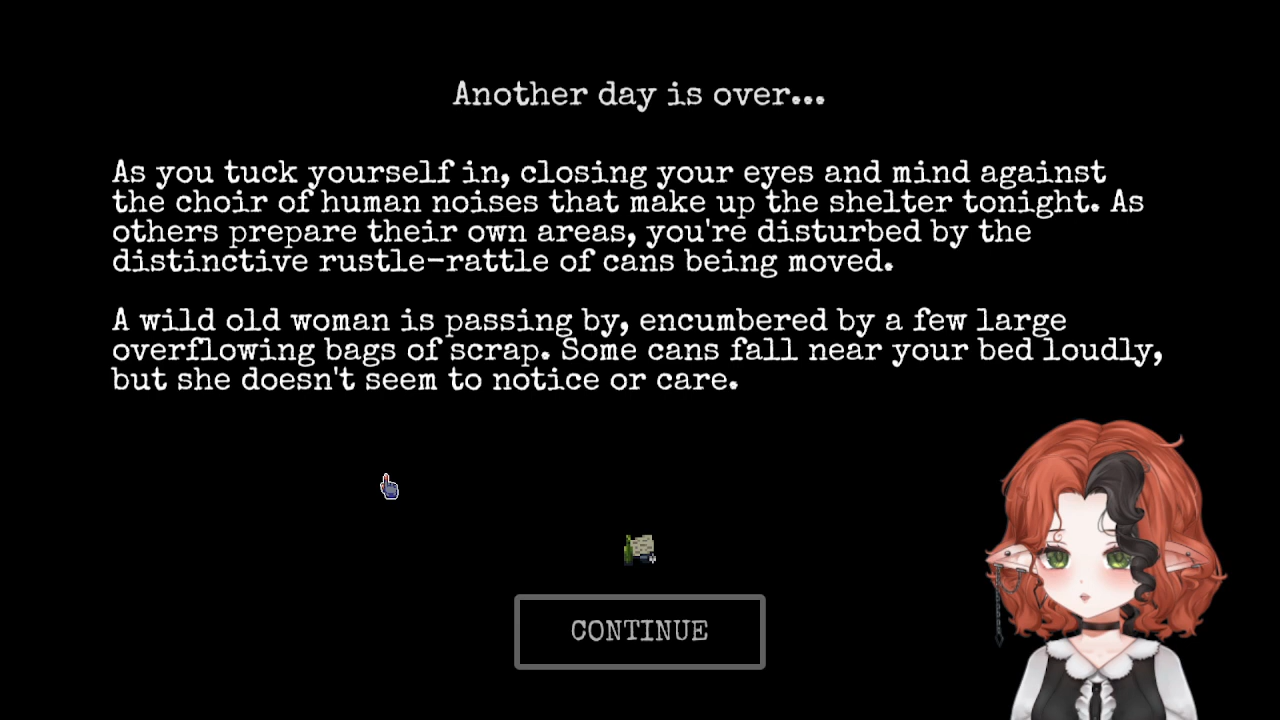 Another day is over...
As you tuck yourself in, closing your eyes and mind against
the choir of human noises that make up the shelter tonight. As
others prepare their own areas, you're disturbed by the
distinctive rustle-rattle of cans being moved.
A wild old woman is passing by, encumbered by a few large
overflowing bags of scrap. Some cans fall near your bed loudly,
but she doesn't seem to notice or care.
CONTINUE